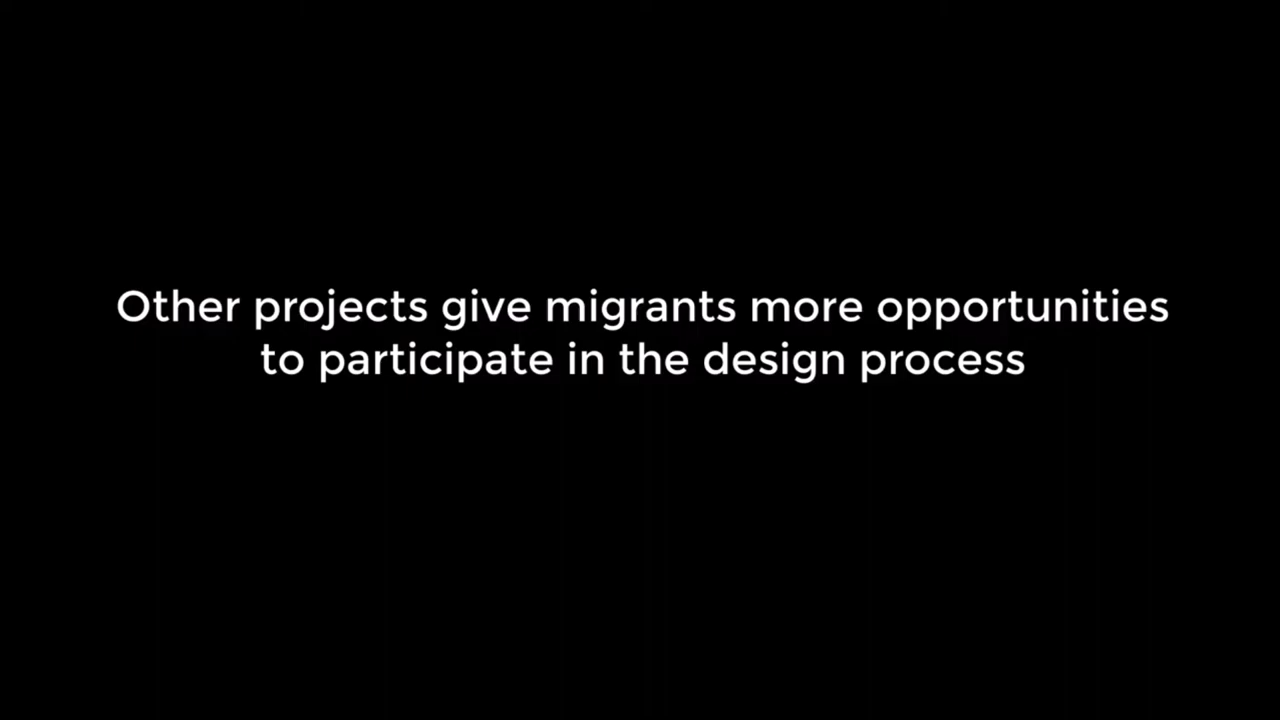 Other projects give migrants more opportunities
to participate in the design process